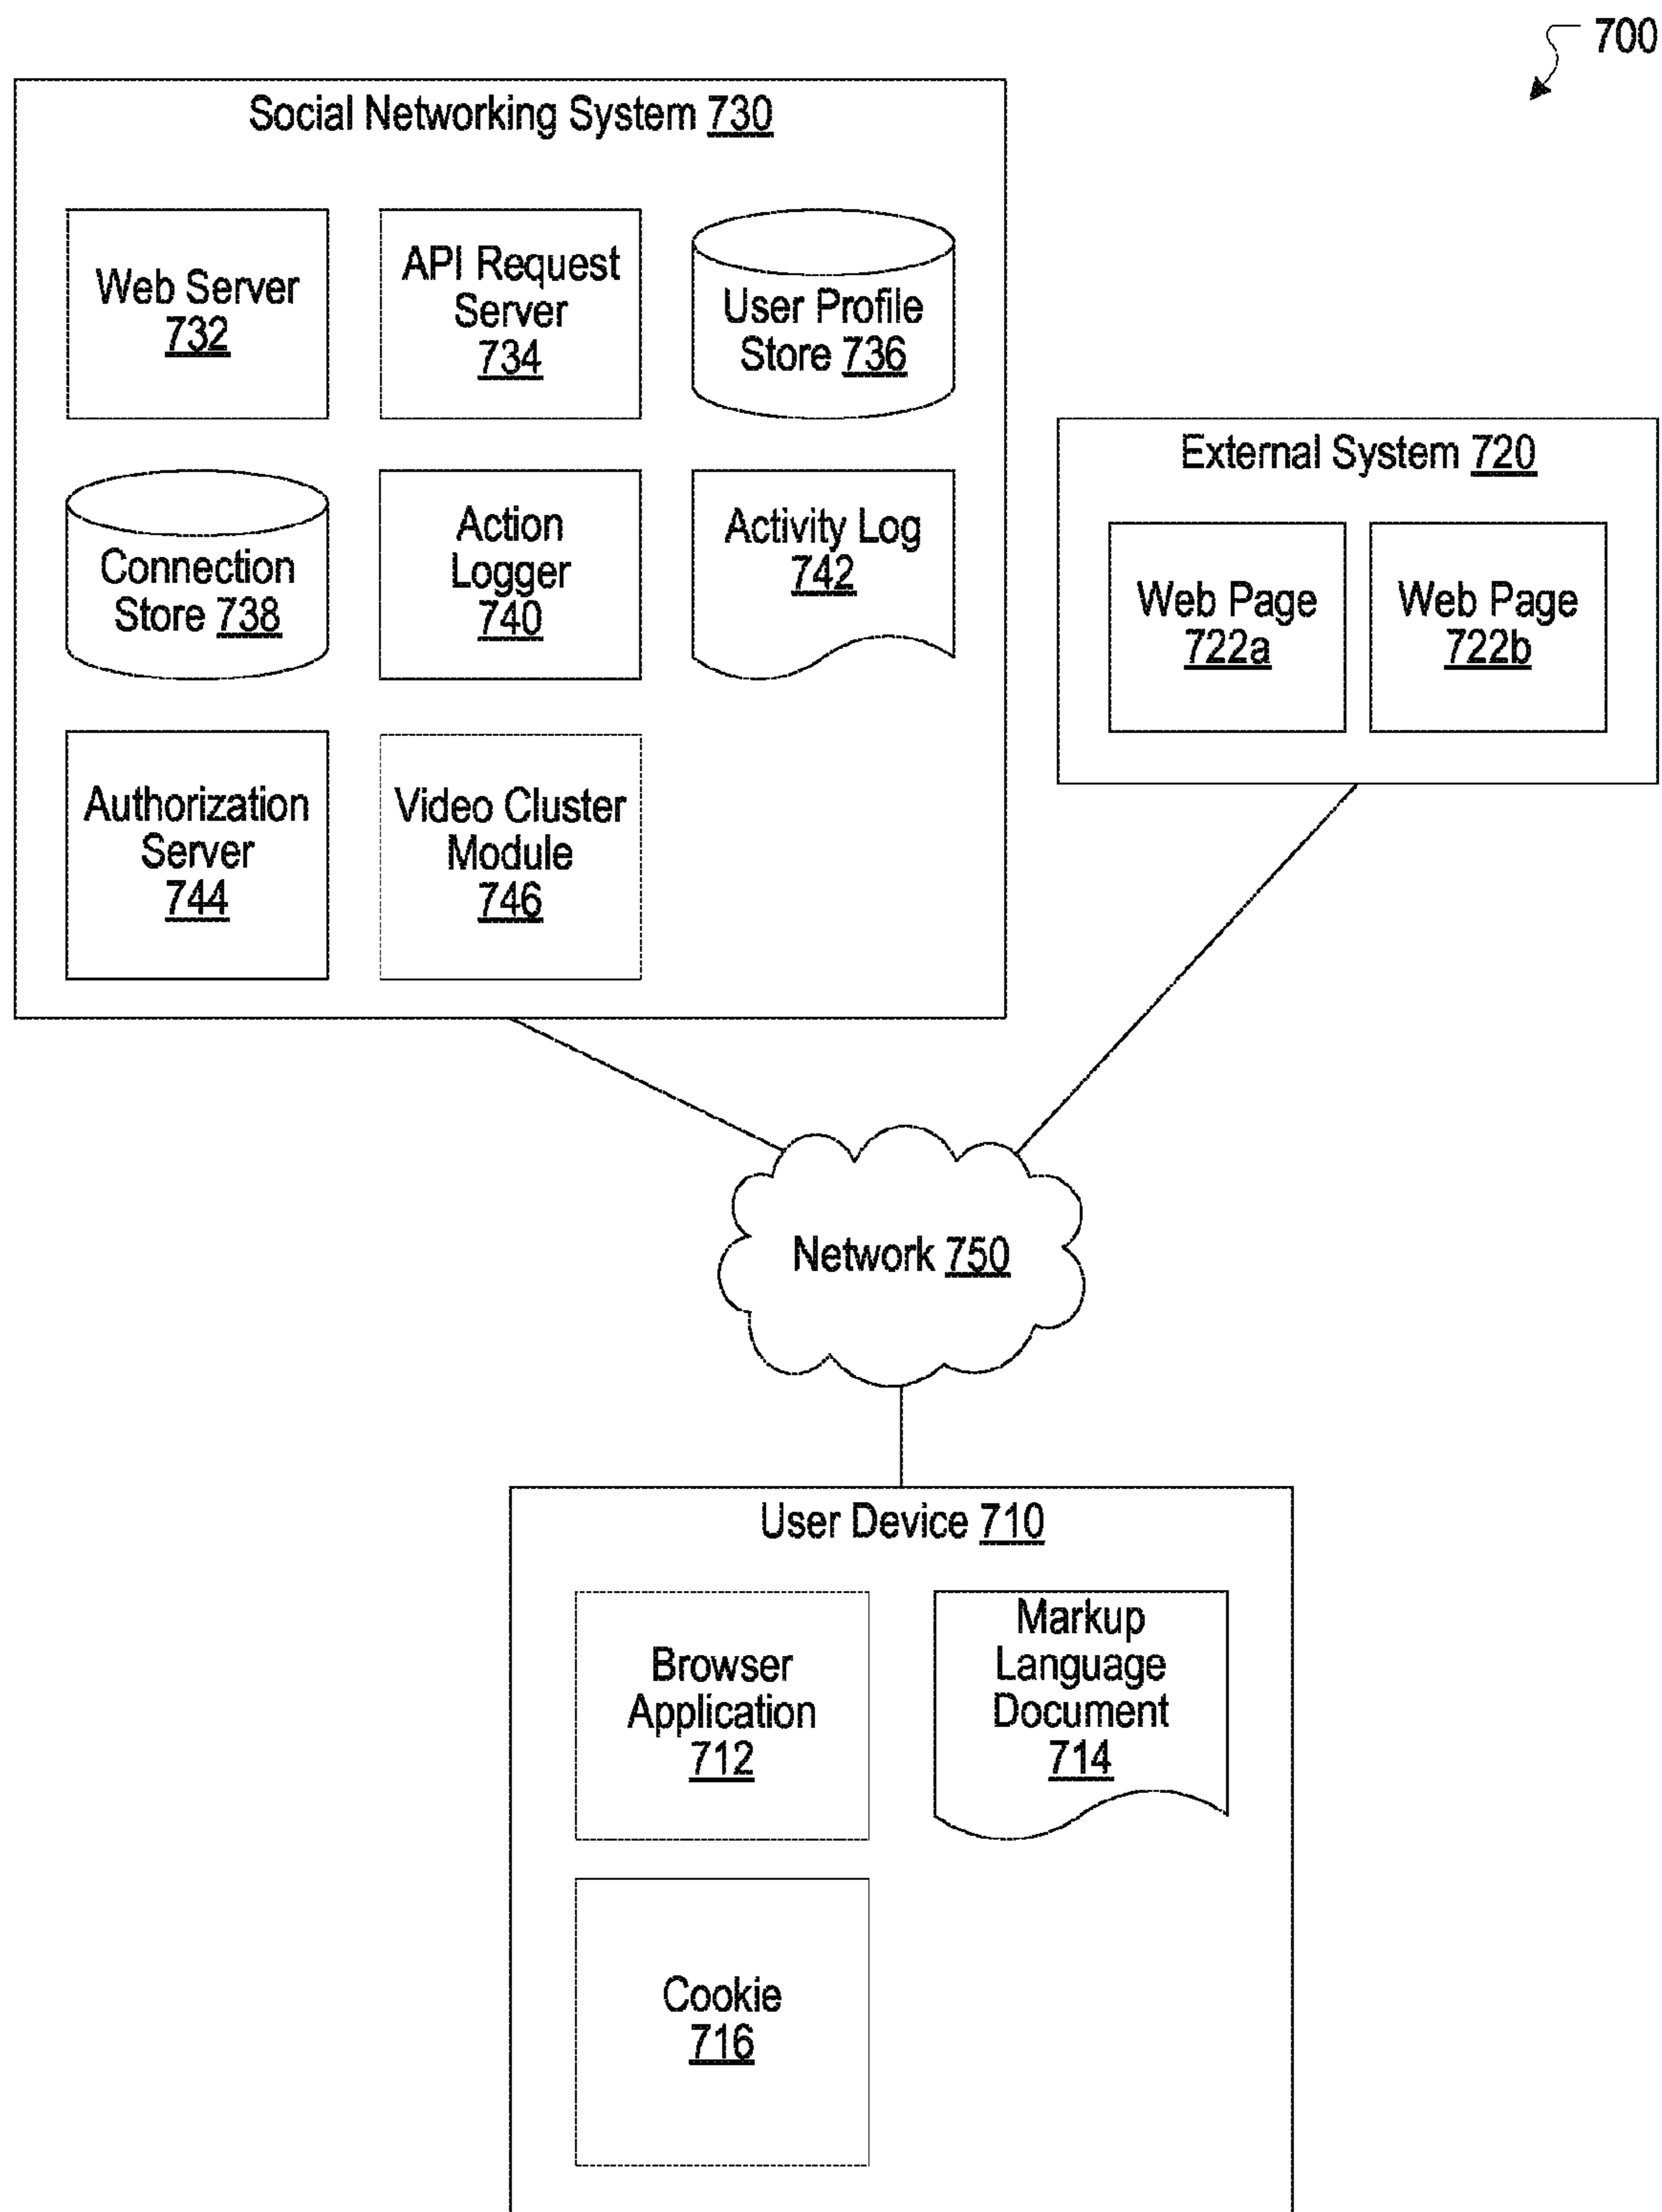 700
Social Networking System 730
Web Server
732
API Request
Server
734
User Profile
Store 736
Connection
Store 738
Action
Logger
740
Activity Log
742
Authorization
Server
744
Video Cluster
Module
746
External System 720
Web Page
722a
Web Page
722b
Network 750
User Device 710
Browser
Application
712
Markup
Language
Document
714
Cookie
716